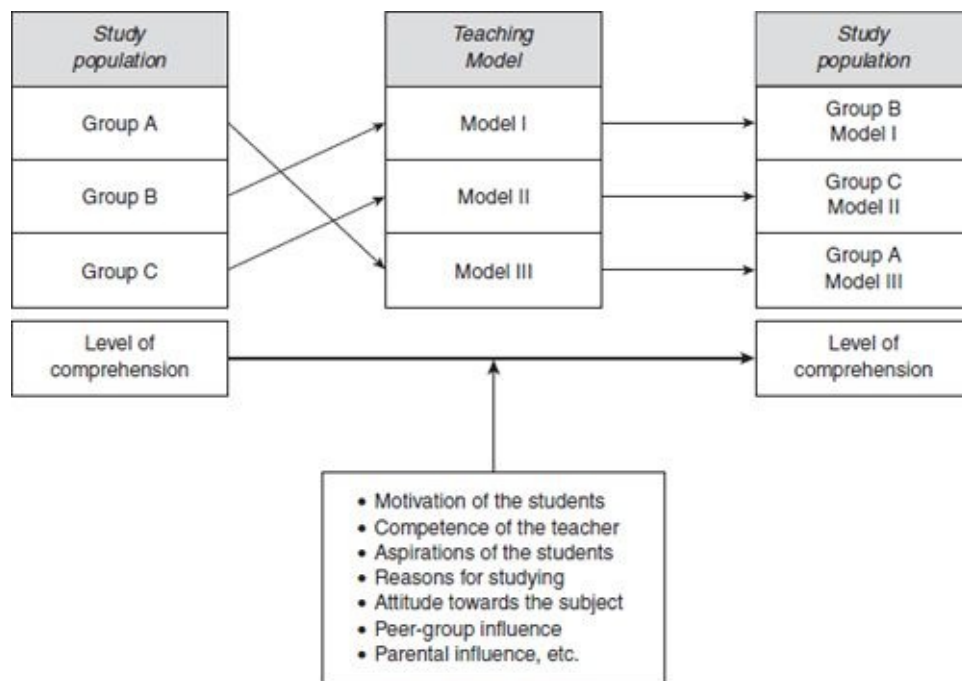 Study
population
Teaching
Model
Study
population
Group A
Model I
Group B
Model I
Group B
Model II
Group C
Model II
Group C
Model III
Group A
Model III
Level of
comprehension
Level of
comprehension
• Motivation of the students
• Competence of the teacher
• Aspirations of the students
• Reasons for studying
• Attitude towards the subject
• Peer-group influence
• Parental influence, etc.